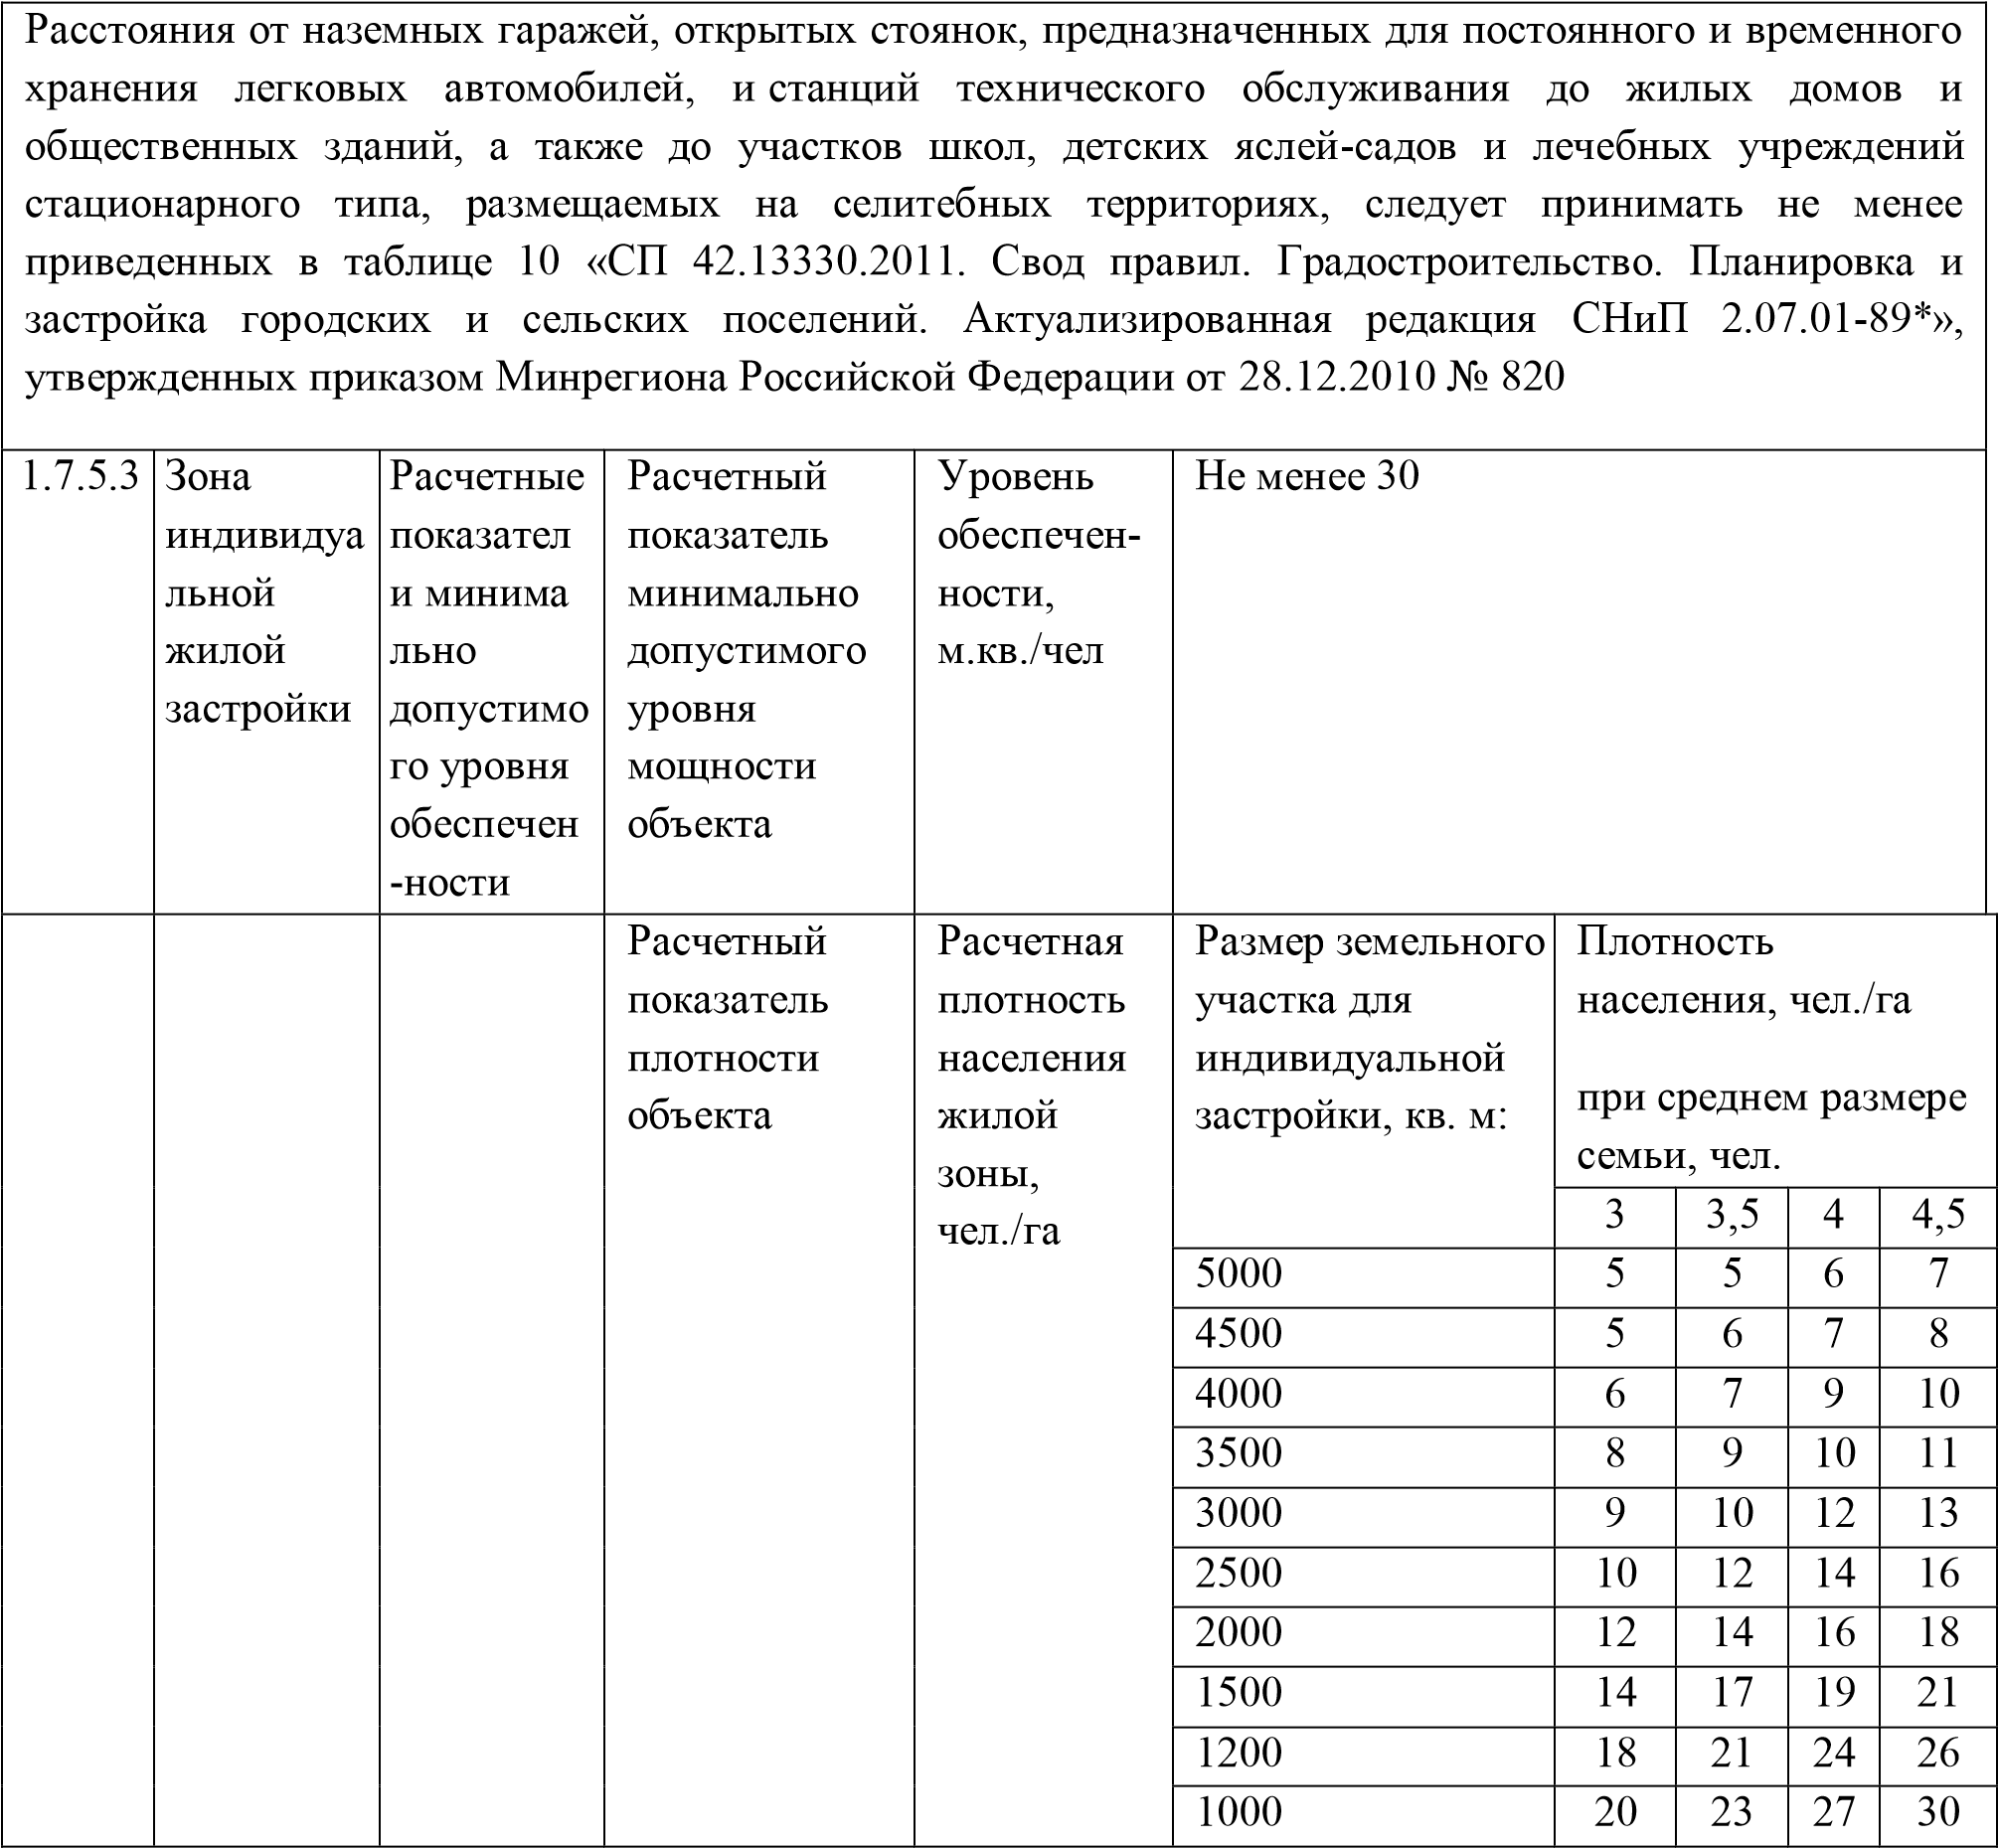 Расстояния от наземных гаражей, открытых стоянок, предназначенных для постоянного и временного
хранения легковых автомобилей, и станций технического обслуживания до жилых домов и
общественных зданий, а также до участков школ, детских яслей-садов и лечебных учреждений
стационарного типа, размещаемых на селитебных территориях, следует принимать не менее
приведенных в таблице 10 «СП 42.13330.2011. Свод правил. Градостроительство. Планировка и
застройка городских и сельских поселений. Актуализированная редакция СНиП 2.07.01-89*»,
утвержденных приказом Минрегиона Российской Федерации от 28.12.2010 № 820
1.7.5.3
Зона
индивидуа
льной
жилой
застройки
Расчетные
показател
и минима
льно
допустимо
го уровня
обеспечен
-ности
Расчетный
показатель
минимально
допустимого
уровня
мощности
объекта
Уровень
обеспечен-
ности,
м.кв./чел
Не менее 30
Расчетный
показатель
плотности
объекта
Расчетная
плотность
населения
жилой
зоны,
чел./га
Размер земельного
участка для
индивидуальной
застройки, кв. м:
Плотность
населения, чел./га
при среднем размере
семьи, чел.
3 3,5 4 4,5
5000 5 5 6 7
4500 5 6 7 8
4000 6 7 9 10
3500 8 9 10 11
3000 9 10 12 13
2500 10 12 14 16
2000 12 14 16 18
1500 14 17 19 21
1200 18 21 24 26
1000 20 23 27 30